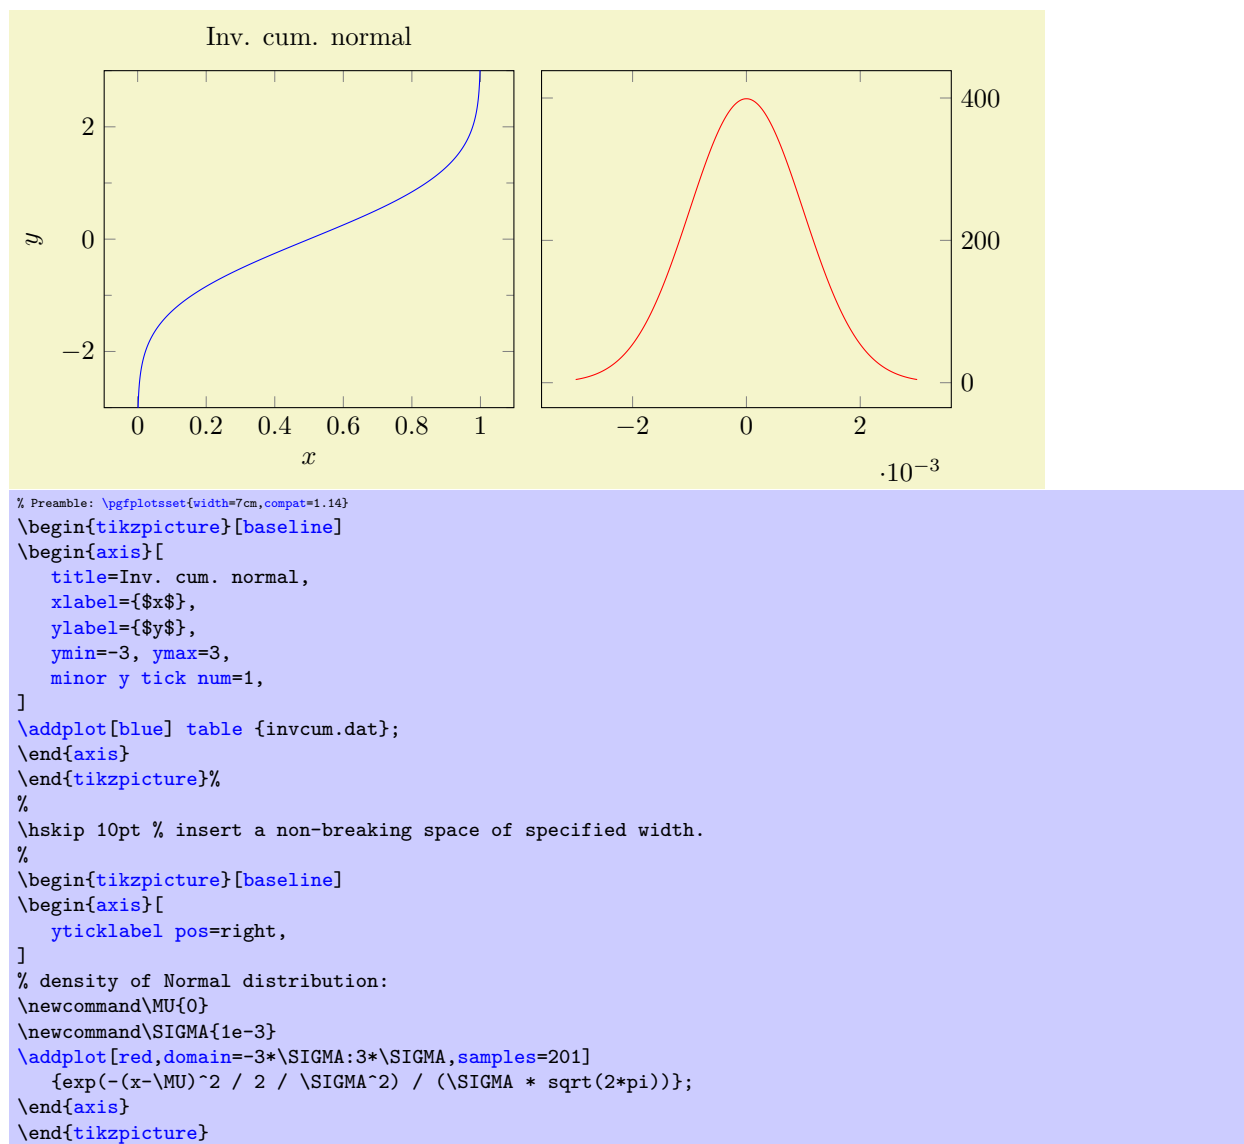 Inv. cum. normal
2
0
−2
y
0 0.2 0.4 0.6 0.8 1
x
400
200
0
−2 0 2
·10−3
% Preamble: \pgfplotsset{width=7cm,compat=1.14}
\begin{tikzpicture}[baseline]
\begin{axis}[
title=Inv. cum. normal,
xlabel={$x$},
ylabel={$y$},
ymin=-3, ymax=3,
minor y tick num=1,
]
\addplot[blue] table {invcum.dat};
\end{axis}
\end{tikzpicture}%
%
\hskip 10pt % insert a non-breaking space of specified width.
%
\begin{tikzpicture}[baseline]
\begin{axis}[
yticklabel pos=right,
]
% density of Normal distribution:
\newcommand\MU{0}
\newcommand\SIGMA{1e-3}
\addplot[red,domain=-3*\SIGMA:3*\SIGMA,samples=201]
{exp(-(x-\MU)^2 / 2 / \SIGMA^2) / (\SIGMA * sqrt(2*pi))};
\end{axis}
\end{tikzpicture}